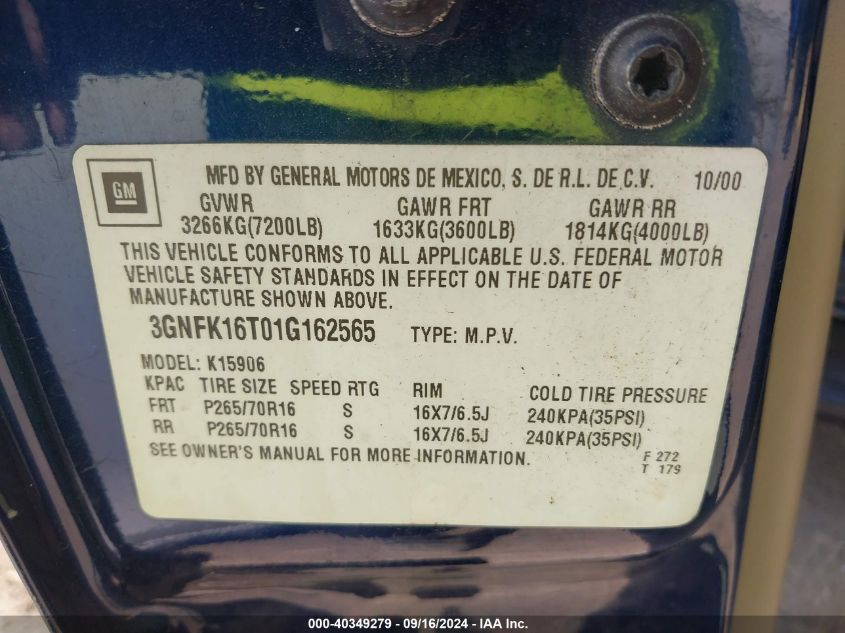 GM
MFD BY GENERAL MOTORS DE MEXICO, S. DE R.L. DE C.V. 10/00
GVWR GAWR FRT GAWR RR
3266KG(7200LB) 1633KG(3600LB) 1814KG(4000LB)
THIS VEHICLE CONFORMS TO ALL APPLICABLE U.S. FEDERAL MOTOR
VEHICLE SAFETY STANDARDS IN EFFECT ON THE DATE OF
MANUFACTURE SHOWN ABOVE.
3GNFK16T01G162565 TYPE: M.P.V.
MODEL: K15906
KPAC TIRE SIZE SPEED RTG RIM COLD TIRE PRESSURE
FRT P265/70R16 S 16X7/6.5J 240KPA(35PSI)
RR P265/70R16 S 16X7/6.5J 240KPA(35PSI)
SEE OWNER'S MANUAL FOR MORE INFORMATION. F 272
T 179
000-40349279 - 09/16/2024 - IAA Inc.